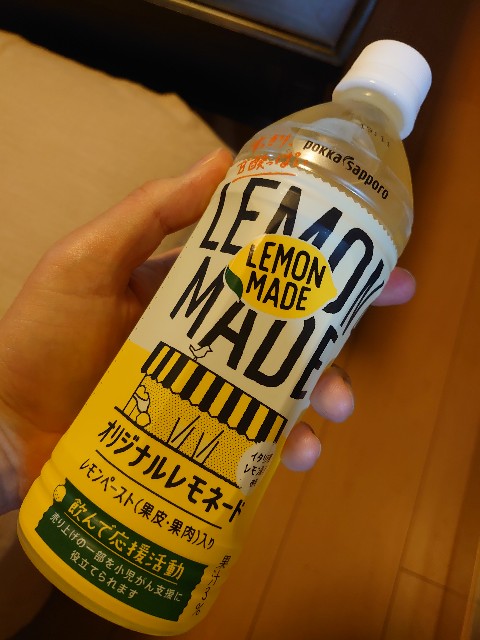 pokka sapporo
LEMON
MADE
LEMON
MADE
オリジナルレモネード
レモンペースト(果皮・果肉)入り
飲んで応援活動
売り上げの一部を小児がん支援に
役立てられます